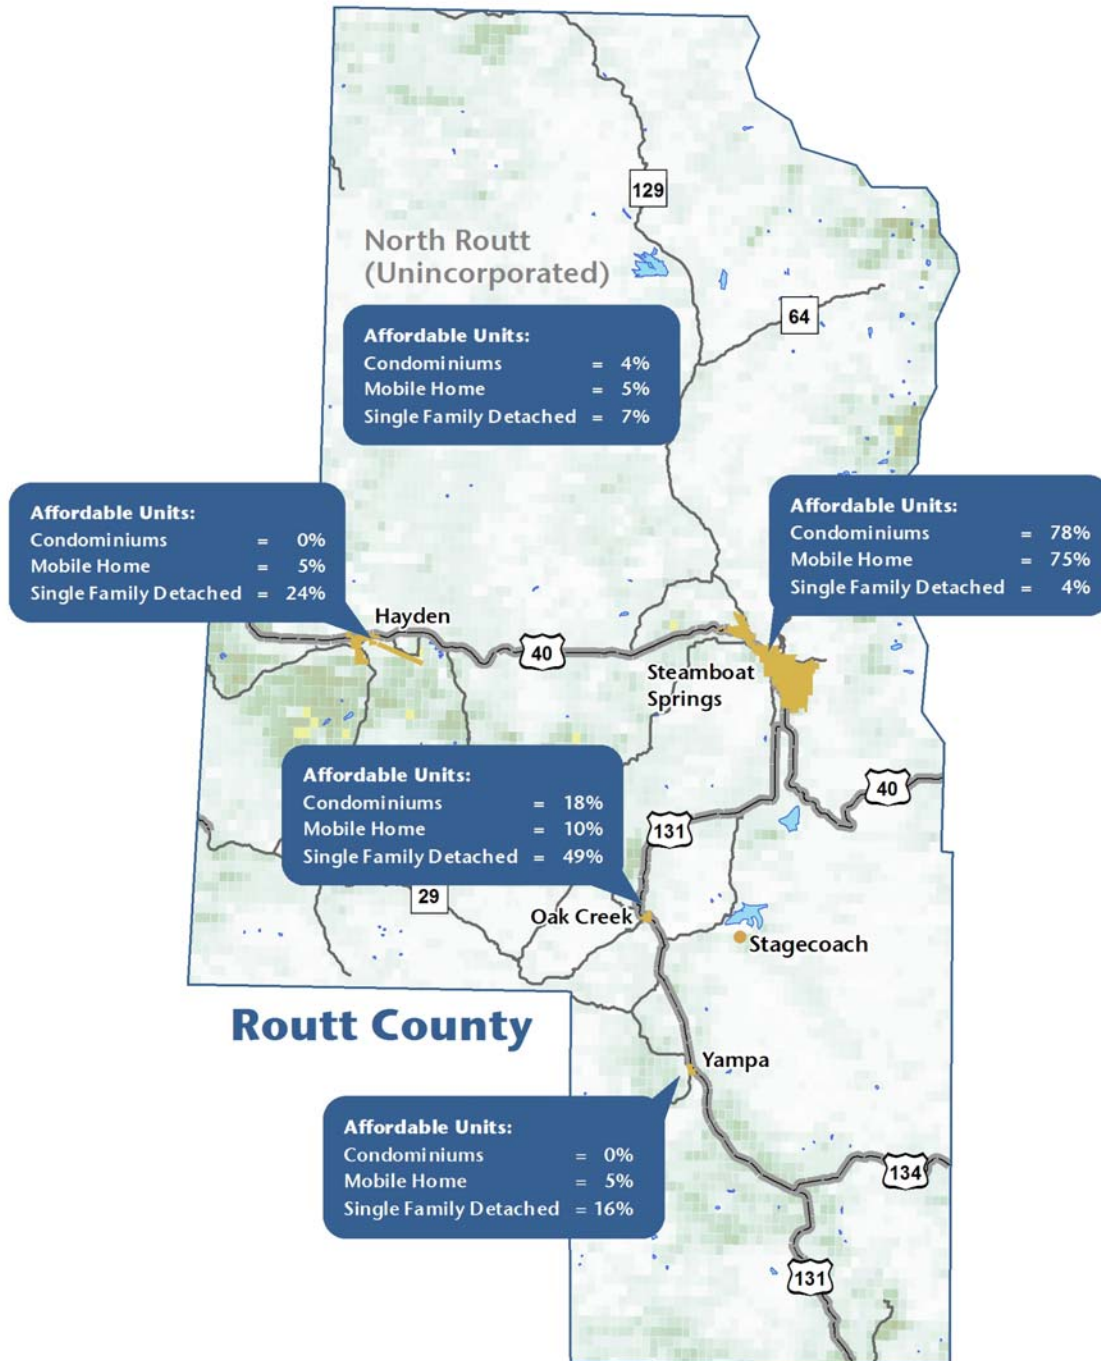 129
North Routt
(Unincorporated)
64
Affordable Units:
Condominiums = 4%
Mobile Home = 5%
Single Family Detached = 7%
Affordable Units:
Condominiums = 78%
Mobile Home = 75%
Single Family Detached = 4%
Affordable Units:
Condominiums = 0%
Mobile Home = 5%
Single Family Detached = 24%
Hayden
40
Steamboat
Springs
Affordable Units:
Condominiums = 18%
Mobile Home = 10%
Single Family Detached = 49%
40
131
29
Oak Creek
Stagecoach
Routt County
Yampa
Affordable Units:
Condominiums = 0%
Mobile Home = 5%
Single Family Detached = 16%
134
131